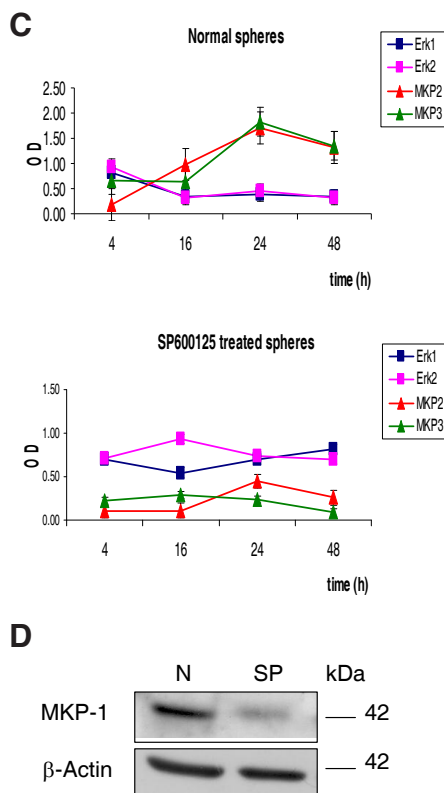 C
Normal spheres
Erk1
Erk2
MKP2
MKP3
O D
2.50
2.00
1.50
1.00
0.50
0.00
4 16 24 48
time (h)
SP600125 treated spheres
Erk1
Erk2
MKP2
MKP3
O D
1.50
1.00
0.50
0.00
4 16 24 48
time (h)
D
N SP kDa
MKP-1 42
β-Actin 42